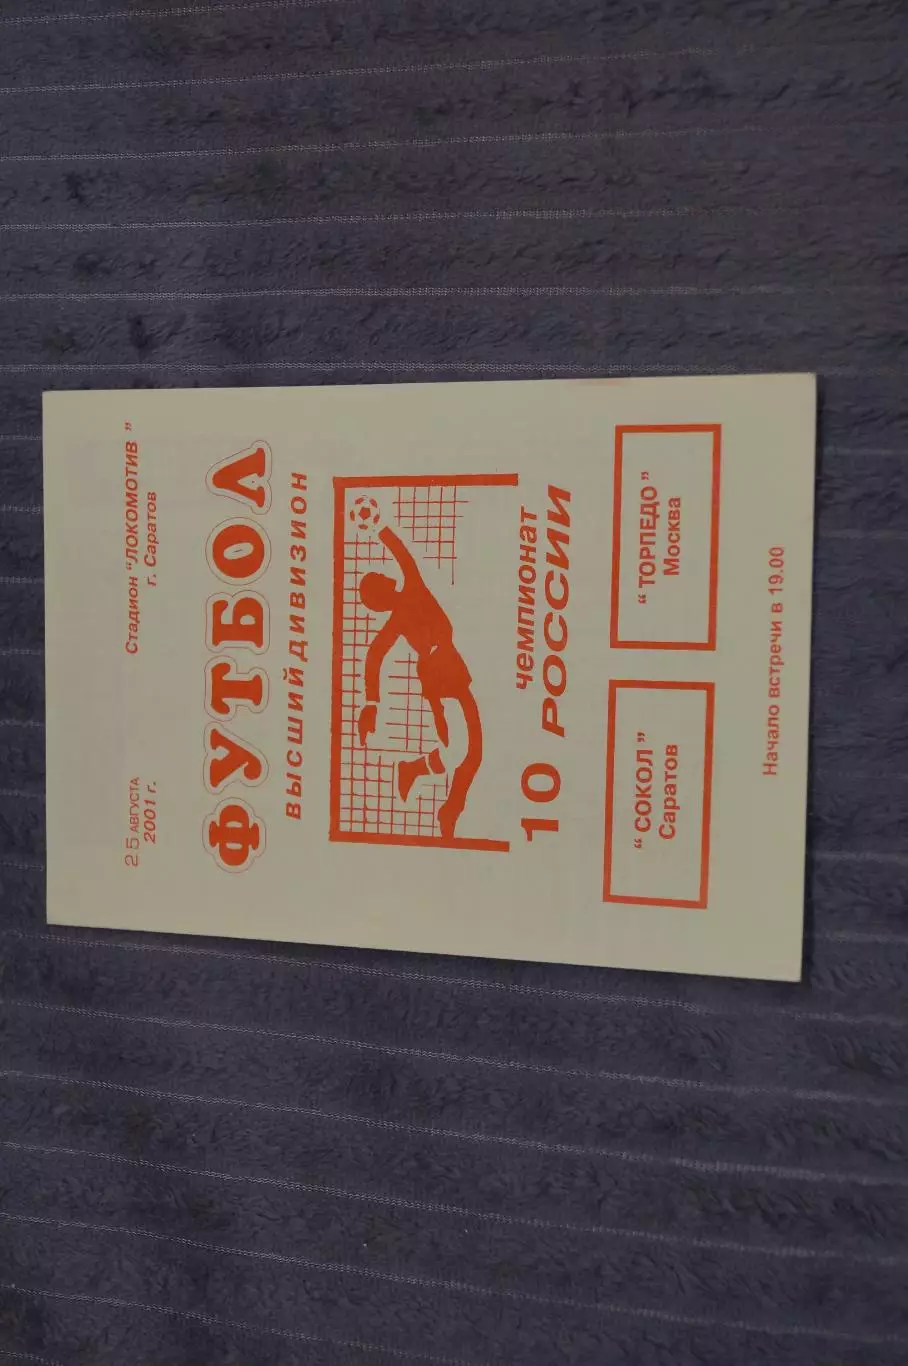 25 АВГУСТА
2001 г.
Стадион "ЛОКОМОТИВ"
г. Саратов
ФУТБОЛ
ВЫСШИЙ ДИВИЗИОН
10 чемпионат
РОССИИ
"СОКОЛ"
Саратов
"ТОРПЕДО"
Москва
Начало встречи в 19.00